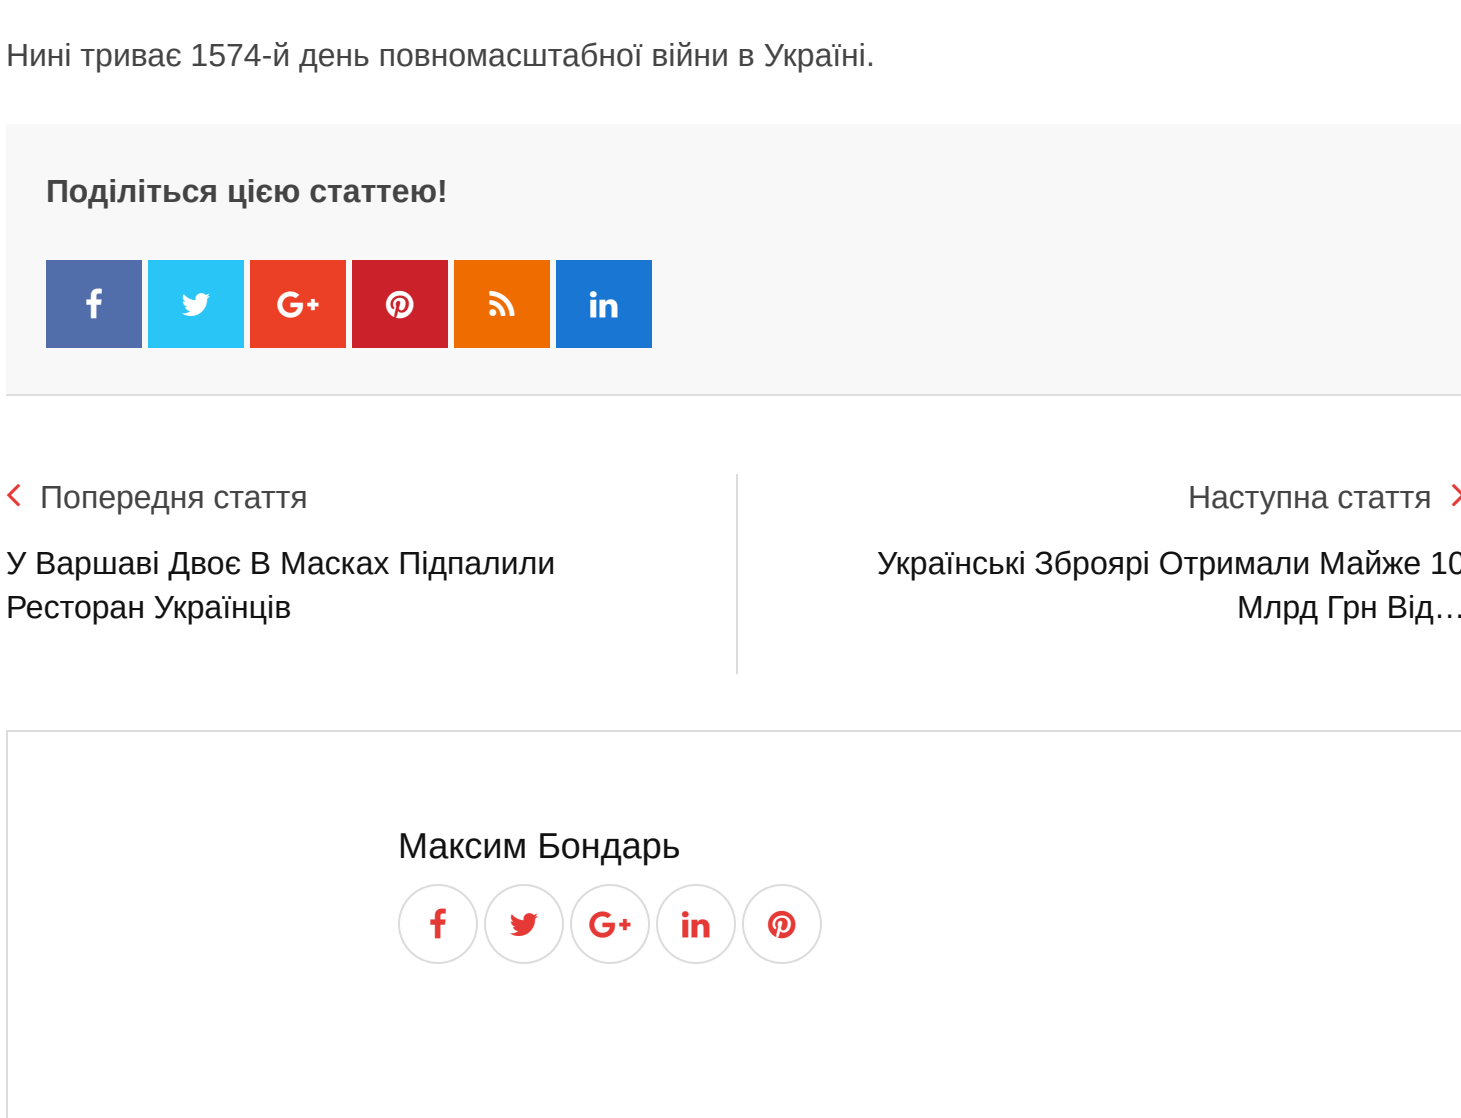 Нині триває 1574-й день повномасштабної війни в Україні.
Поділіться цією статтею!
Попередня стаття
У Варшаві Двоє В Масках Підпалили
Ресторан Українців
Наступна стаття
Українські Зброярі Отримали Майже 10
Млрд Грн Від…
Максим Бондарь